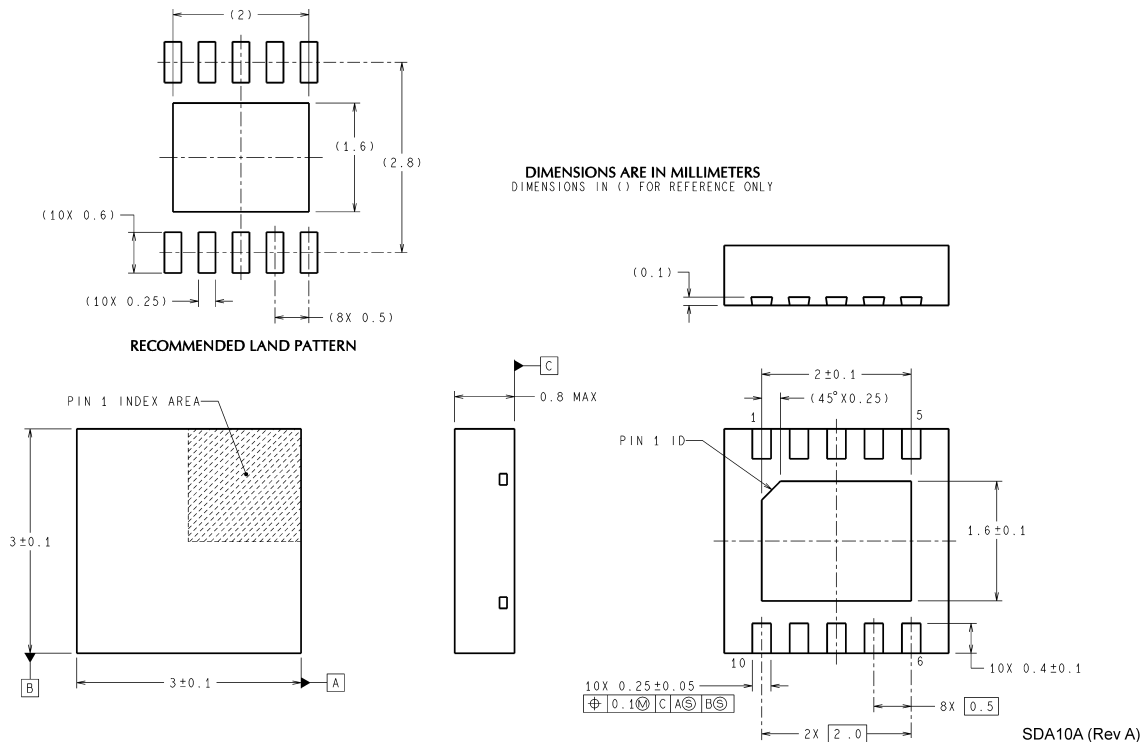 (2)
(1.6)
(2.8)
(10X 0.6)
(10X 0.25)
(8X 0.5)
RECOMMENDED LAND PATTERN
DIMENSIONS ARE IN MILLIMETERS
DIMENSIONS IN () FOR REFERENCE ONLY
(0.1)
PIN 1 INDEX AREA
3±0.1
B
3±0.1
A
C
0.8 MAX
2±0.1
(45°X0.25)
1
5
PIN 1 ID
1.6±0.1
10
6
10X 0.4±0.1
10X 0.25±0.05
⌖ 0.1Ⓜ C AⓈ BⓈ
8X 0.5
2X 2.0
SDA10A (Rev A)